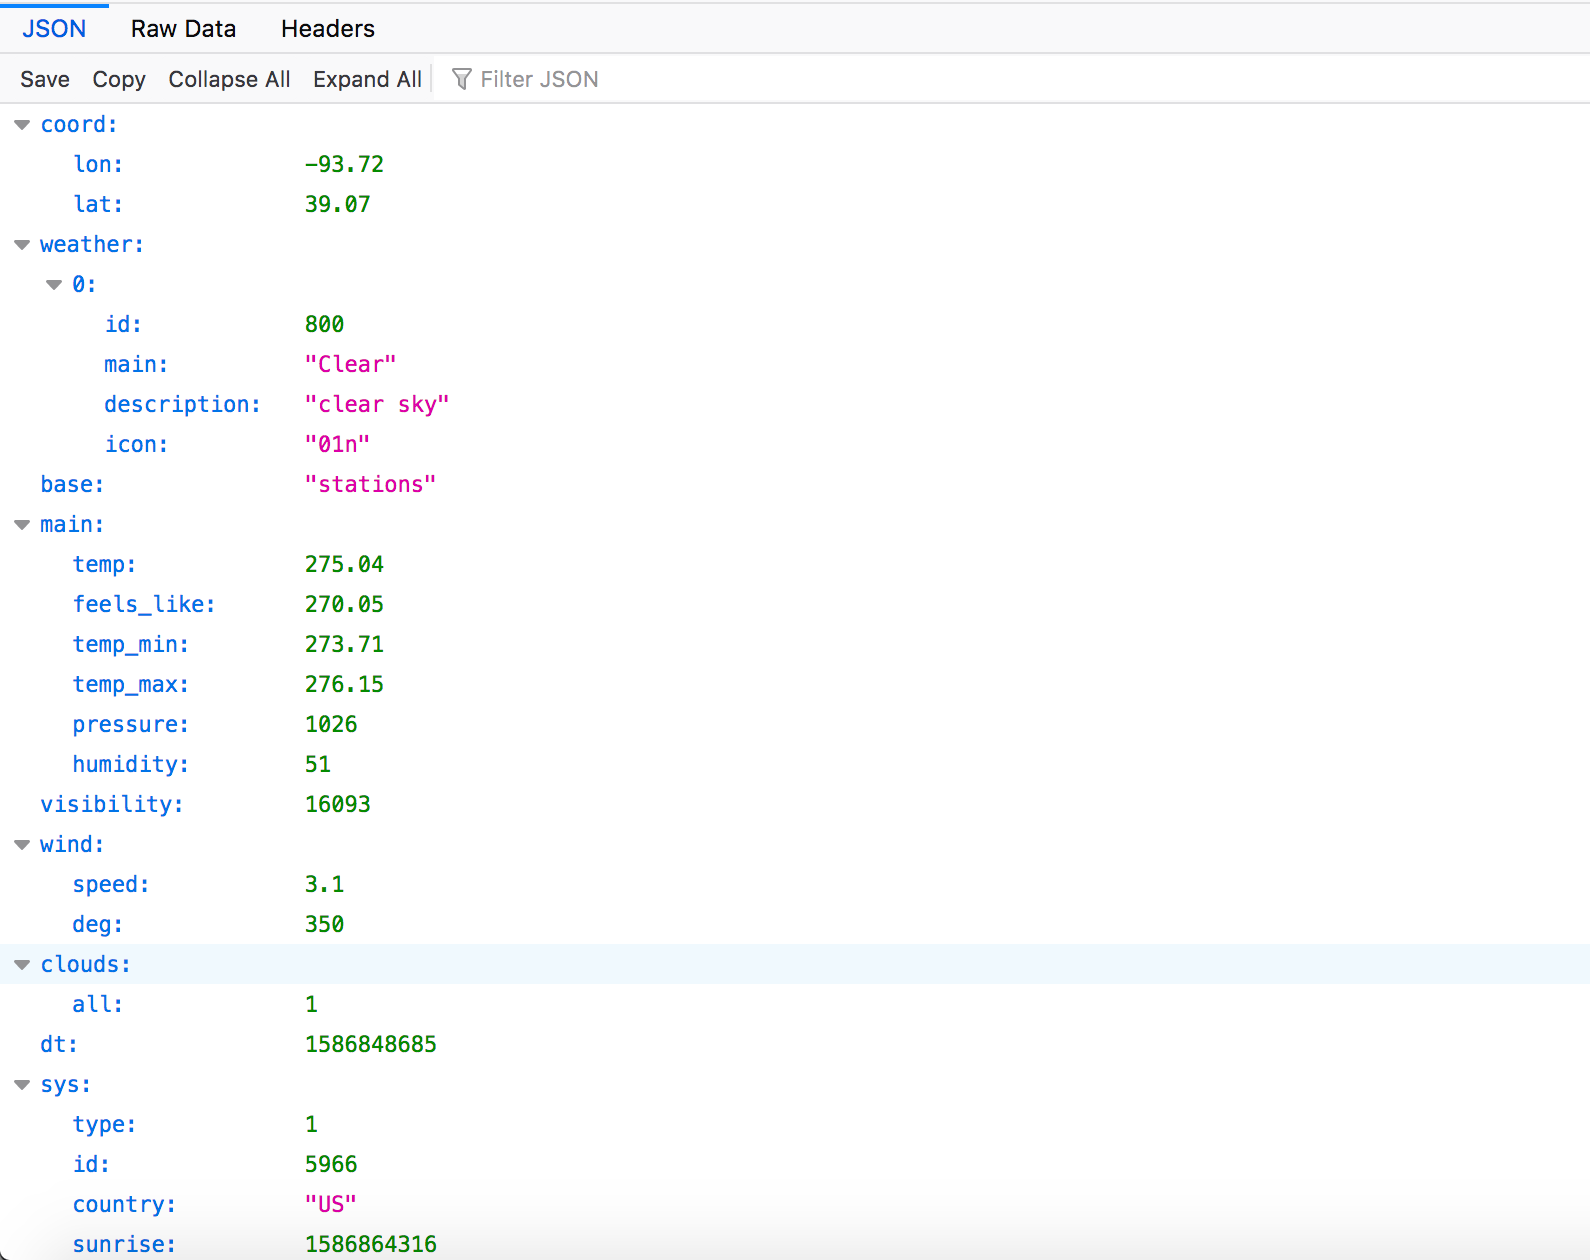 JSON Raw Data Headers
Save Copy Collapse All Expand All Filter JSON
coord:
lon: -93.72
lat: 39.07
weather:
0:
id: 800
main: "Clear"
description: "clear sky"
icon: "01n"
base: "stations"
main:
temp: 275.04
feels_like: 270.05
temp_min: 273.71
temp_max: 276.15
pressure: 1026
humidity: 51
visibility: 16093
wind:
speed: 3.1
deg: 350
clouds:
all: 1
dt: 1586848685
sys:
type: 1
id: 5966
country: "US"
sunrise: 1586864316